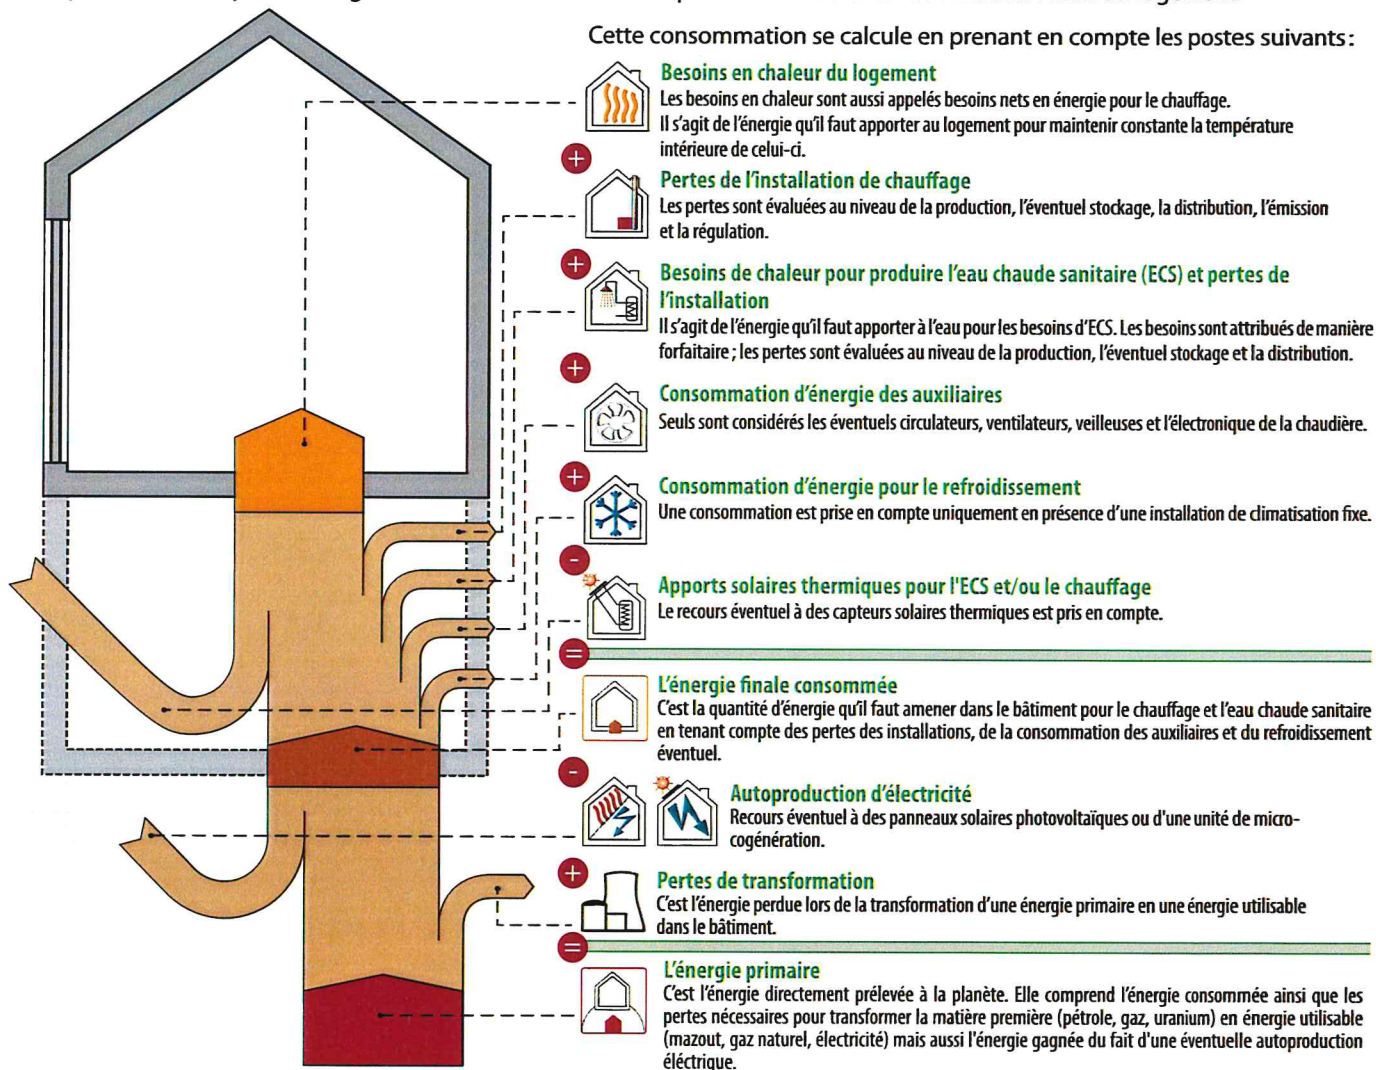 Cette consommation se calcule en prenant en compte les postes suivants :
Besoins en chaleur du logement
Les besoins en chaleur sont aussi appelés besoins nets en énergie pour le chauffage.
Il s'agit de l'énergie qu'il faut apporter au logement pour maintenir constante la température
intérieure de celui-ci.
+
Pertes de l'installation de chauffage
Les pertes sont évaluées au niveau de la production, l'éventuel stockage, la distribution, l'émission
et la régulation.
+
Besoins de chaleur pour produire l'eau chaude sanitaire (ECS) et pertes de
l'installation
Il s'agit de l'énergie qu'il faut apporter à l'eau pour les besoins d'ECS. Les besoins sont attribués de manière
forfaitaire ; les pertes sont évaluées au niveau de la production, l'éventuel stockage et la distribution.
+
Consommation d'énergie des auxiliaires
Seuls sont considérés les éventuels circulateurs, ventilateurs, veilleuses et l'électronique de la chaudière.
+
Consommation d'énergie pour le refroidissement
Une consommation est prise en compte uniquement en présence d'une installation de climatisation fixe.
-
Apports solaires thermiques pour l'ECS et/ou le chauffage
Le recours éventuel à des capteurs solaires thermiques est pris en compte.
=
L'énergie finale consommée
C'est la quantité d'énergie qu'il faut amener dans le bâtiment pour le chauffage et l'eau chaude sanitaire
en tenant compte des pertes des installations, de la consommation des auxiliaires et du refroidissement
éventuel.
-
Autoproduction d'électricité
Recours éventuel à des panneaux solaires photovoltaïques ou d'une unité de micro-
cogénération.
+
Pertes de transformation
C'est l'énergie perdue lors de la transformation d'une énergie primaire en une énergie utilisable
dans le bâtiment.
=
L'énergie primaire
C'est l'énergie directement prélevée à la planète. Elle comprend l'énergie consommée ainsi que les
pertes nécessaires pour transformer la matière première (pétrole, gaz, uranium) en énergie utilisable
(mazout, gaz naturel, électricité) mais aussi l'énergie gagnée du fait d'une éventuelle autoproduction
éléctrique.